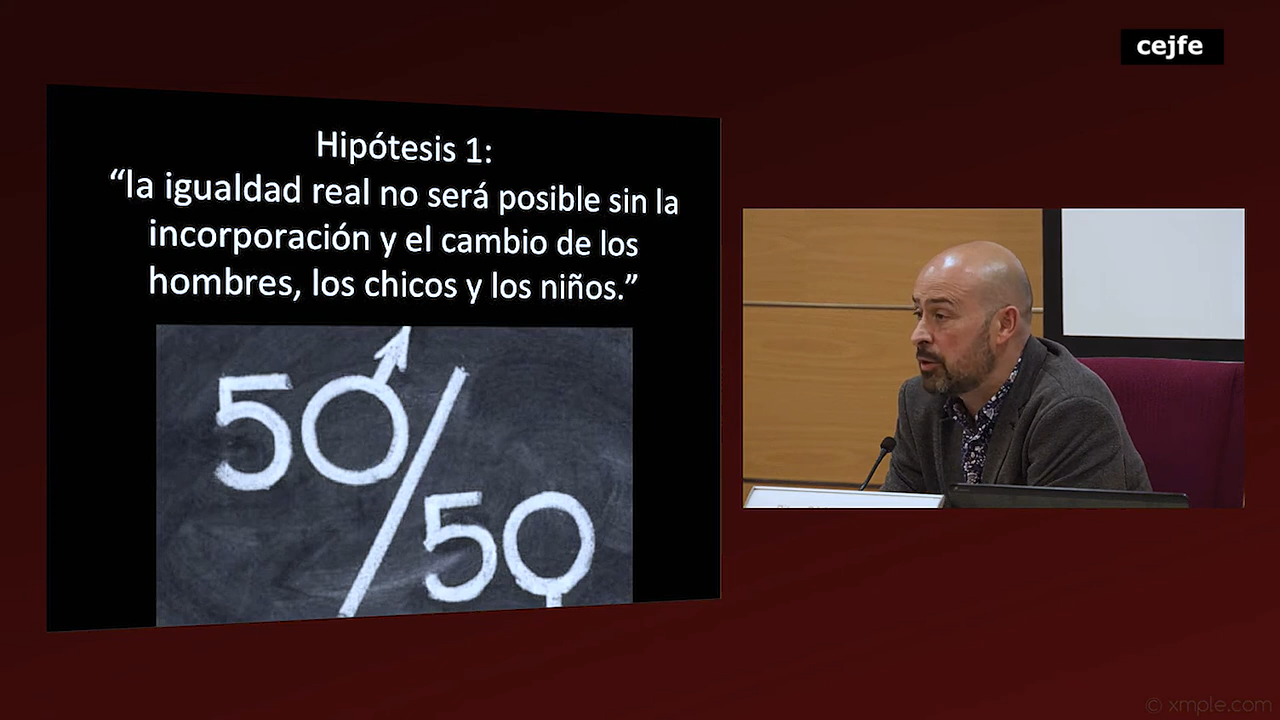 cejfe
Hipótesis 1:
“la igualdad real no será posible sin la
incorporación y el cambio de los
hombres, los chicos y los niños.”
50/50
© xmple.com